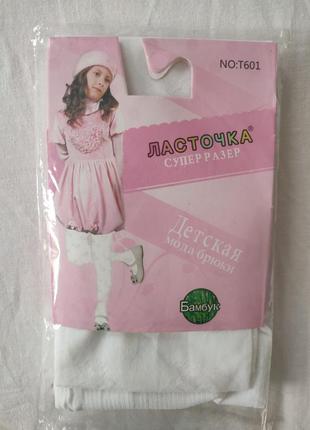 NO:T601
ЛАСТОЧКА®
СУПЕР РАЗЕР
Детская
мода брюки
Бамбук